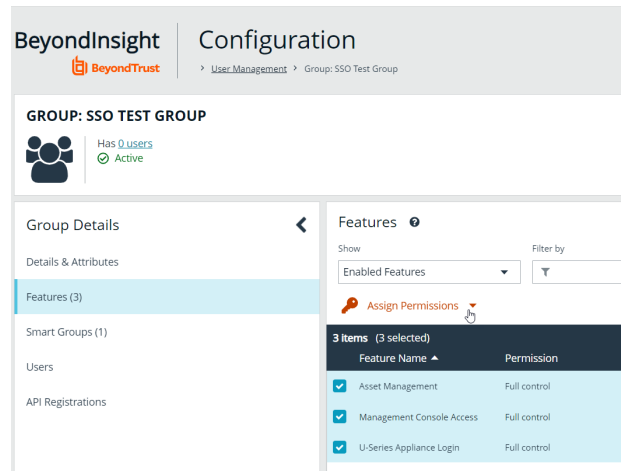 BeyondInsight
BeyondTrust
Configuration
> User Management > Group: SSO Test Group
GROUP: SSO TEST GROUP
Has 0 users
Active
Group Details
Details & Attributes
Features (3)
Smart Groups (1)
Users
API Registrations
Features
Show
Filter by
Enabled Features
Assign Permissions
3 items (3 selected)
Feature Name Permission
Asset Management Full control
Management Console Access Full control
U-Series Appliance Login Full control